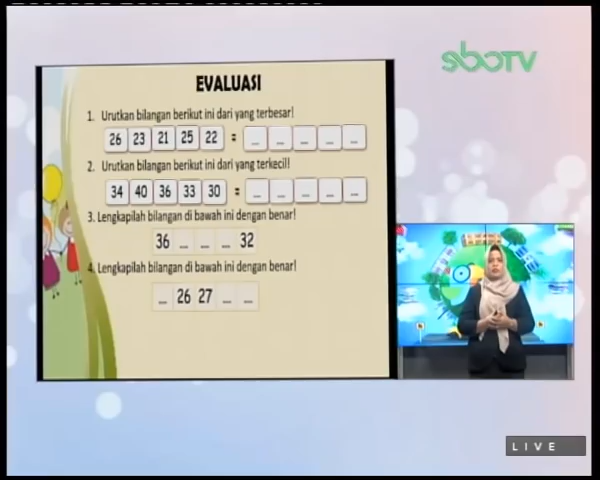 sboTV
EVALUASI
1. Urutkan bilangan berikut ini dari yang terbesar!
26 23 21 25 22 = ... ... ... ... ...
2. Urutkan bilangan berikut ini dari yang terkecil!
34 40 36 33 30 = ... ... ... ... ...
3. Lengkapilah bilangan di bawah ini dengan benar!
36 ... ... ... 32
4. Lengkapilah bilangan di bawah ini dengan benar!
... 26 27 ... ...
LIVE